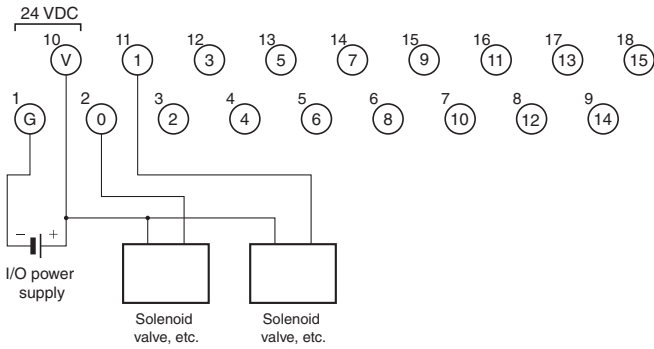 24 VDC
10 11 12 13 14 15 16 17 18
V 1 3 5 7 9 11 13 15
1 2 3 4 5 6 7 8 9
G 0 2 4 6 8 10 12 14
− +
I/O power
supply
Solenoid
valve, etc.
Solenoid
valve, etc.